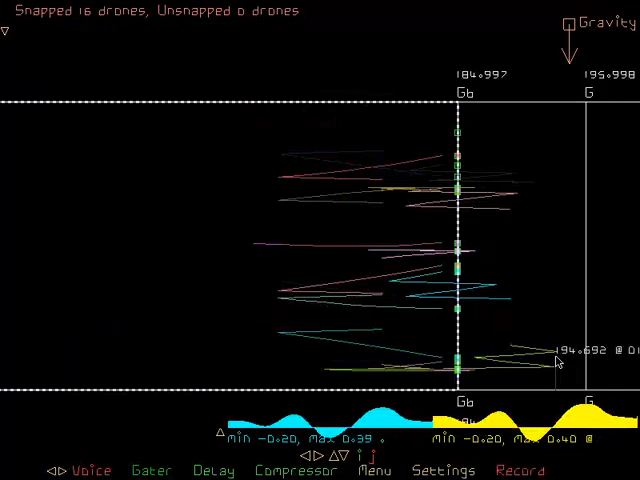 Snapped 16 drones, Unsnapped 0 drones
Gravity
184.997 195.998
Gb G
194.692 @ 01
Gb G
min -0.20, max 0.39 . min -0.20, max 0.40 @
i j
Voice Gater Delay Compressor Menu Settings Record